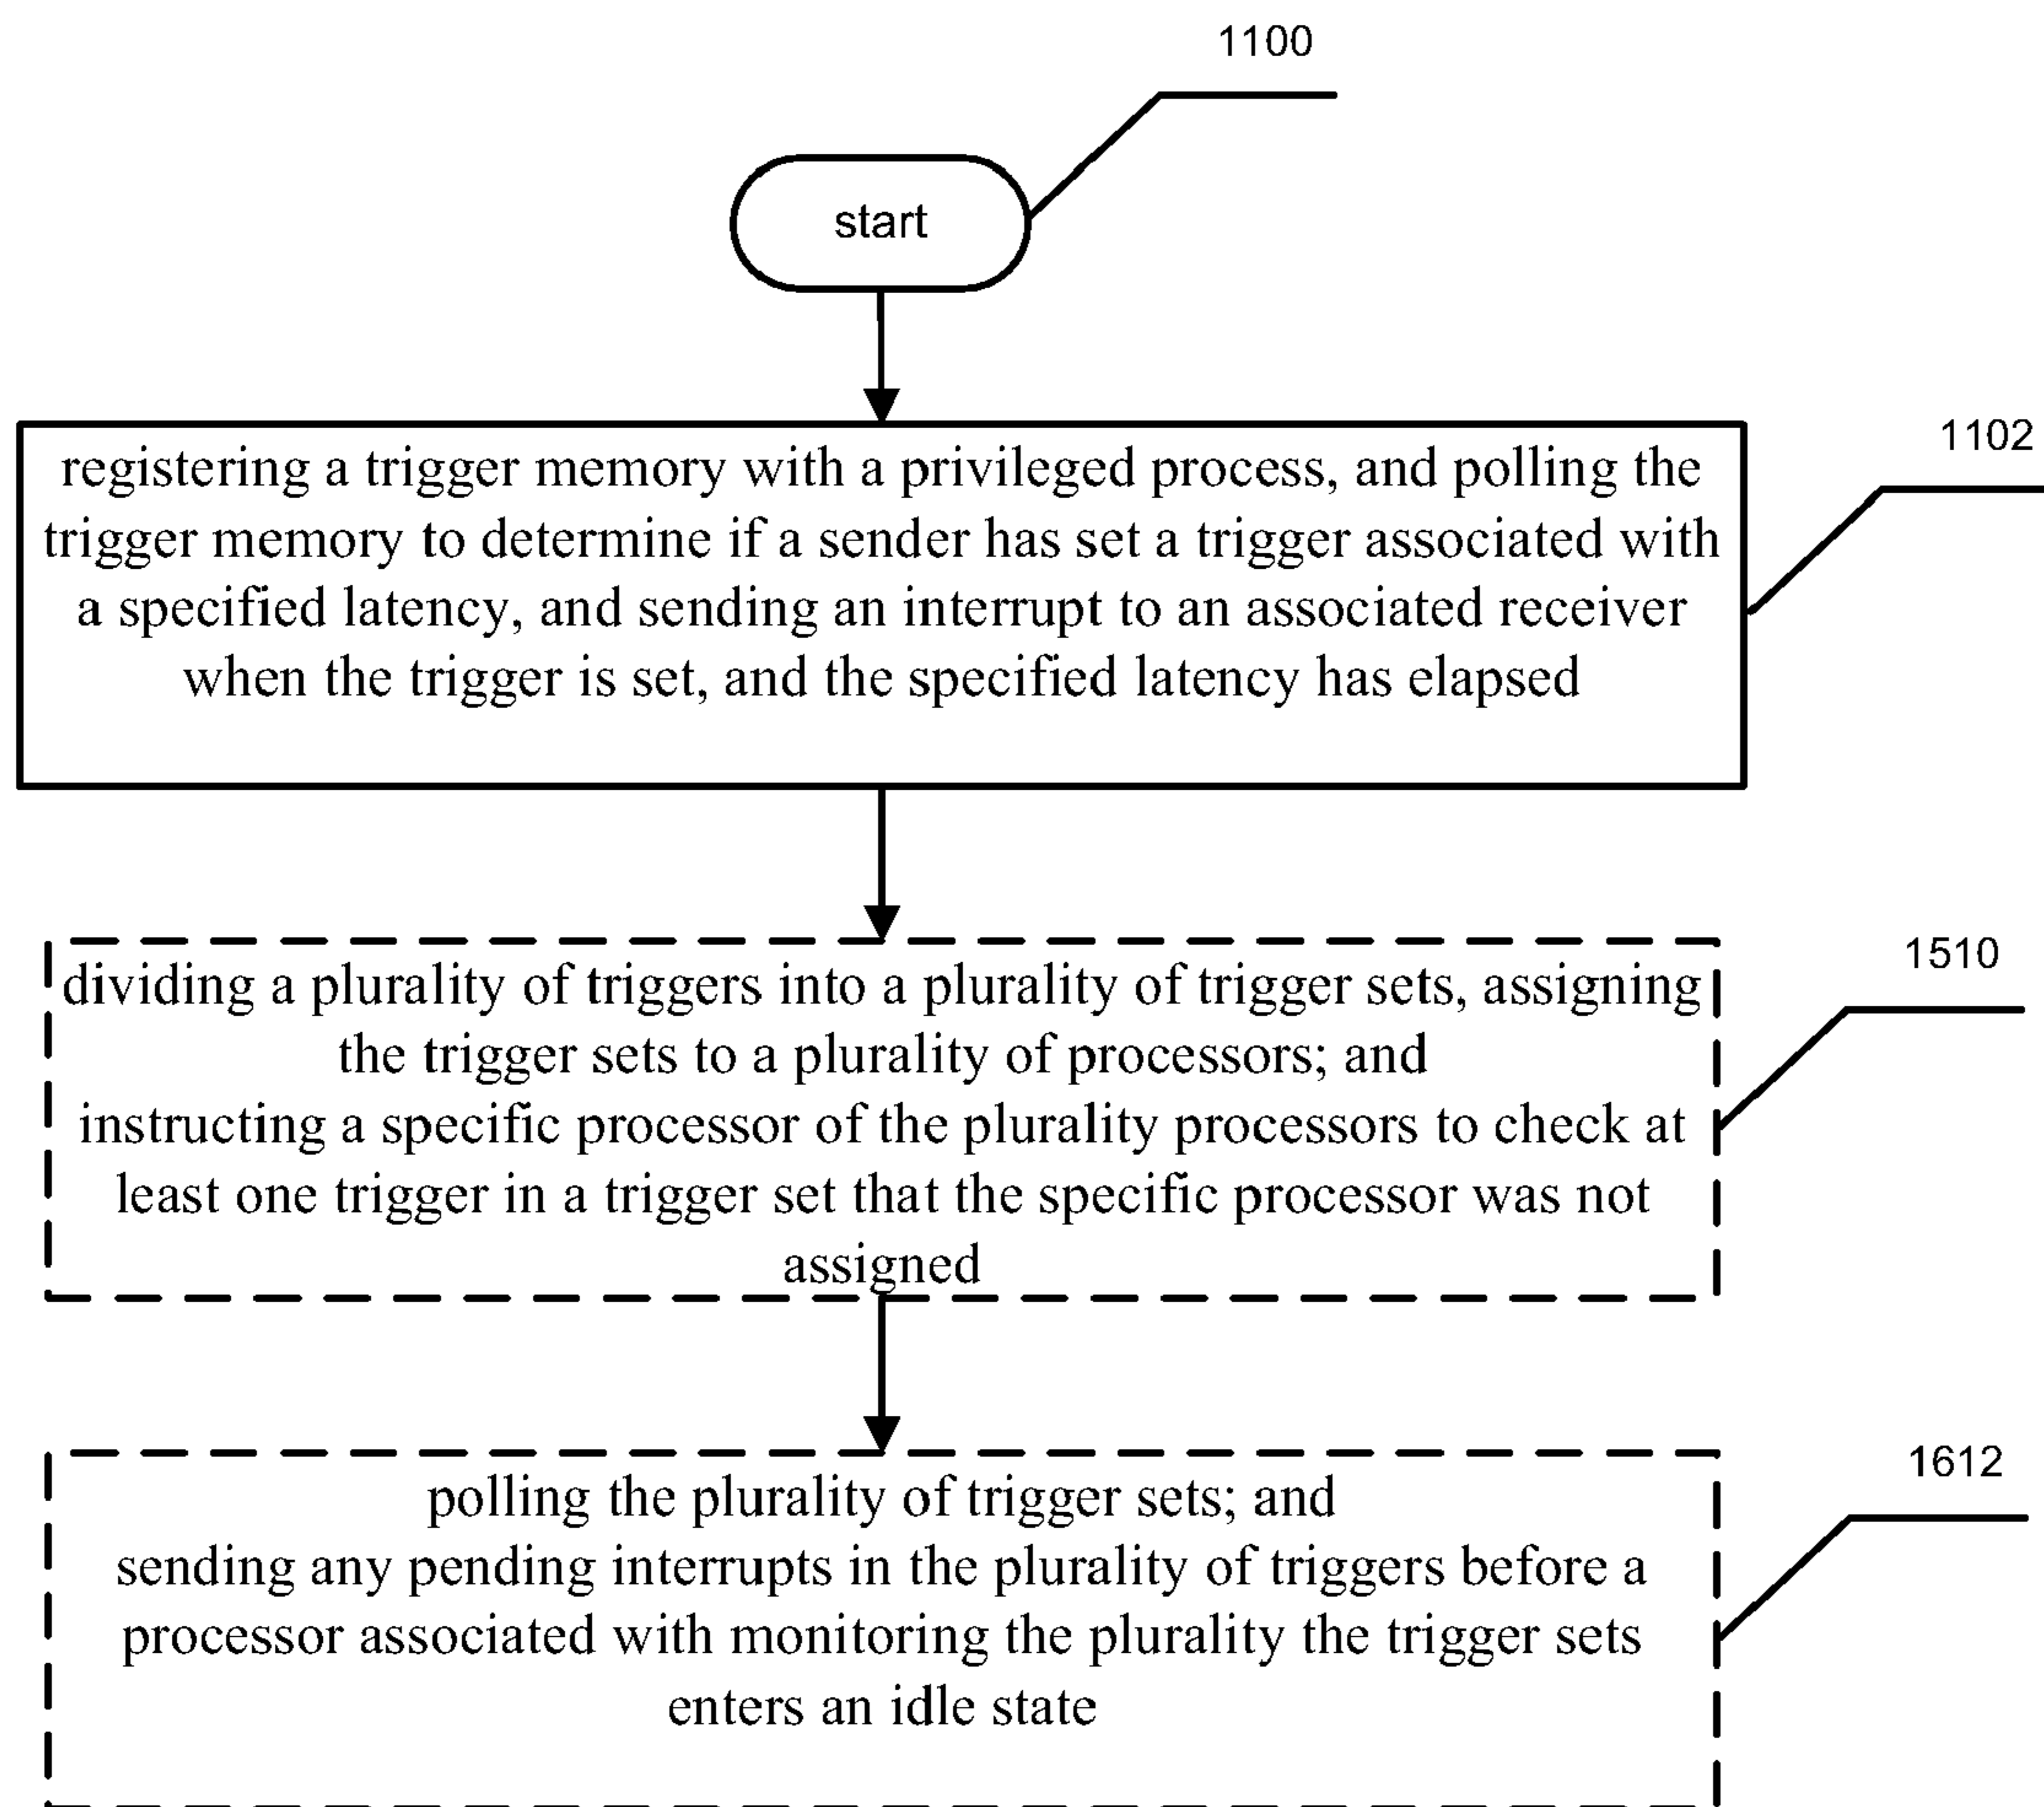 1100
start
1102
registering a trigger memory with a privileged process, and polling the
trigger memory to determine if a sender has set a trigger associated with
a specified latency, and sending an interrupt to an associated receiver
when the trigger is set, and the specified latency has elapsed
1510
dividing a plurality of triggers into a plurality of trigger sets, assigning
the trigger sets to a plurality of processors; and
instructing a specific processor of the plurality processors to check at
least one trigger in a trigger set that the specific processor was not
assigned
1612
polling the plurality of trigger sets; and
sending any pending interrupts in the plurality of triggers before a
processor associated with monitoring the plurality the trigger sets
enters an idle state